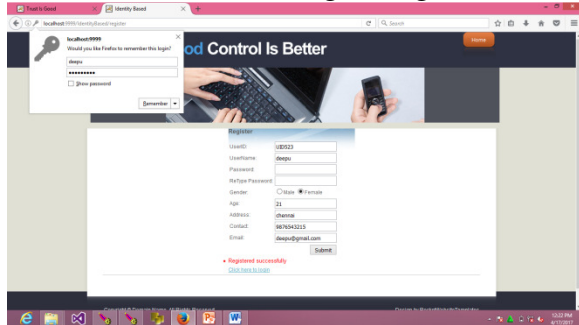 Trust Is Good
Identity Based
localhost:9999/IdentityBased/register
Search
localhost:9999
Would you like Firefox to remember this login?
deepu
Show password
Remember
od Control Is Better
Home
Register
UserID: UID523
UserName: deepu
Password:
ReType Password:
Gender: Male Female
Age: 21
Address: chennai
Contact: 9876543215
Email: deepu@gmail.com
Submit
Registered successfully
Click here to login
12:22 PM
4/17/2017